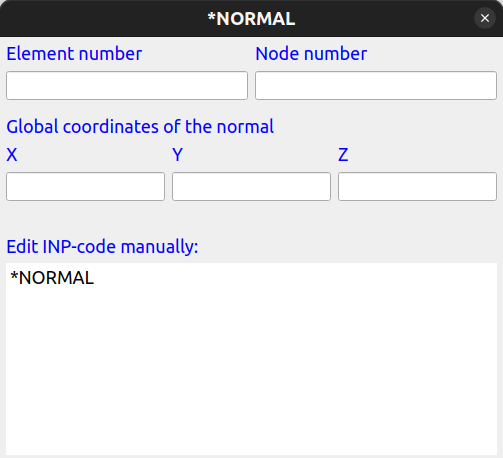 *NORMAL
Element number Node number
Global coordinates of the normal
X Y Z
Edit INP-code manually:
*NORMAL